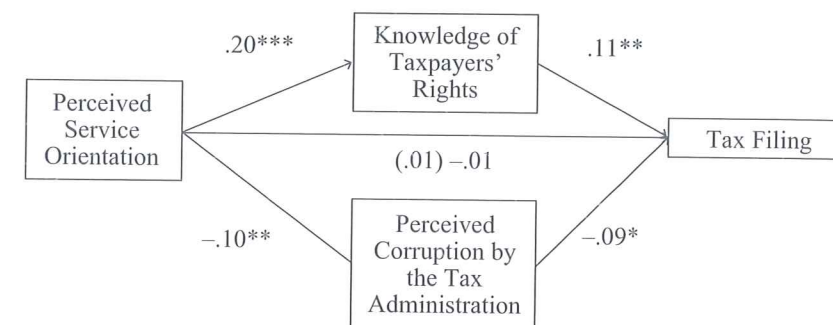 .20***
Knowledge of
Taxpayers'
Rights
.11**
Perceived
Service
Orientation
(.01) –.01
Tax Filing
–.10**
Perceived
Corruption by
the Tax
Administration
–.09*